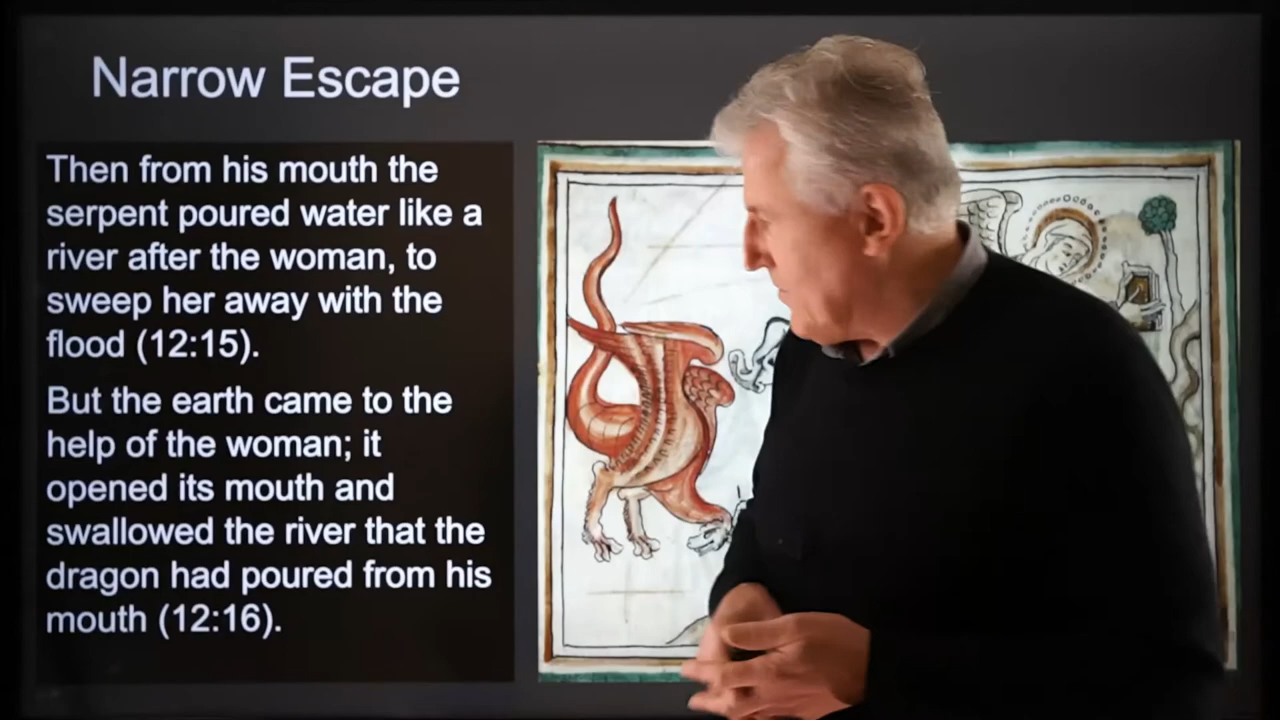 Narrow Escape
Then from his mouth the
serpent poured water like a
river after the woman, to
sweep her away with the
flood (12:15).
But the earth came to the
help of the woman; it
opened its mouth and
swallowed the river that the
dragon had poured from his
mouth (12:16).